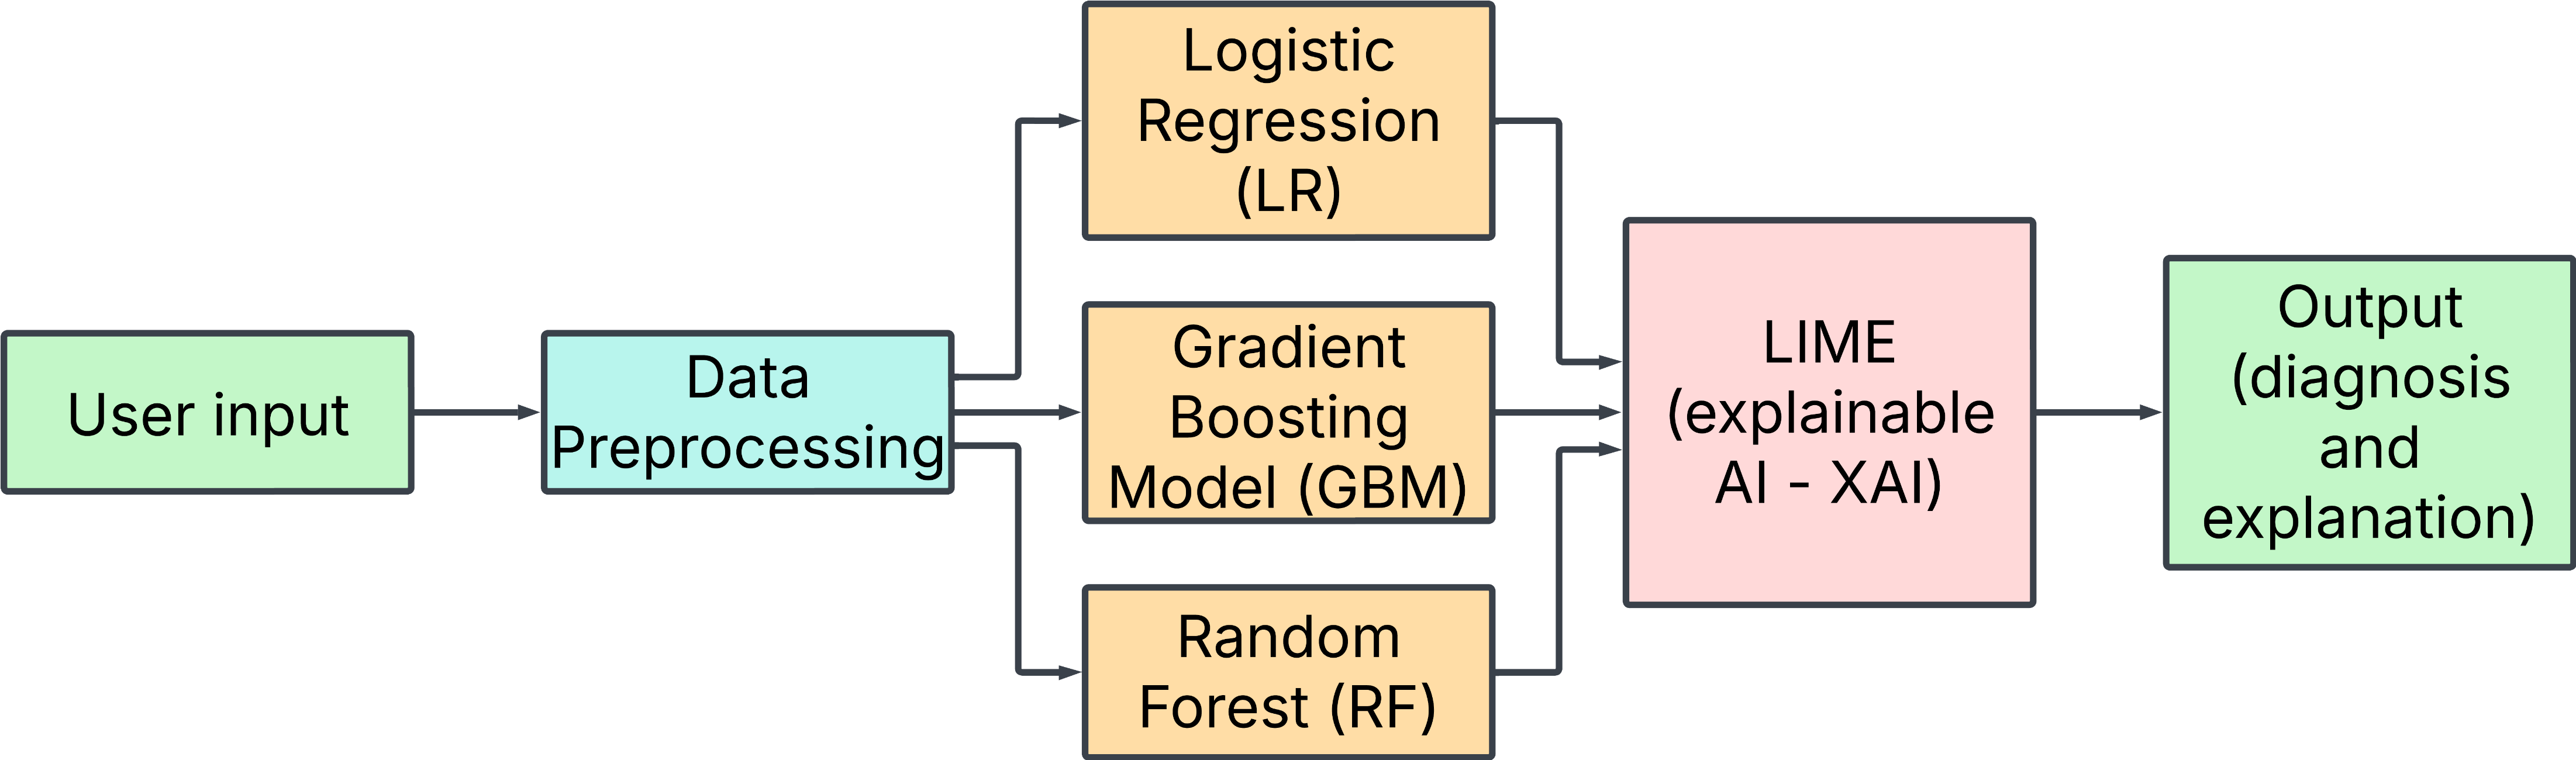 User input
Data
Preprocessing
Logistic
Regression
(LR)
Gradient
Boosting
Model (GBM)
Random
Forest (RF)
LIME
(explainable
AI - XAI)
Output
(diagnosis
and
explanation)